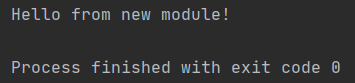 Hello from new module!
Process finished with exit code 0